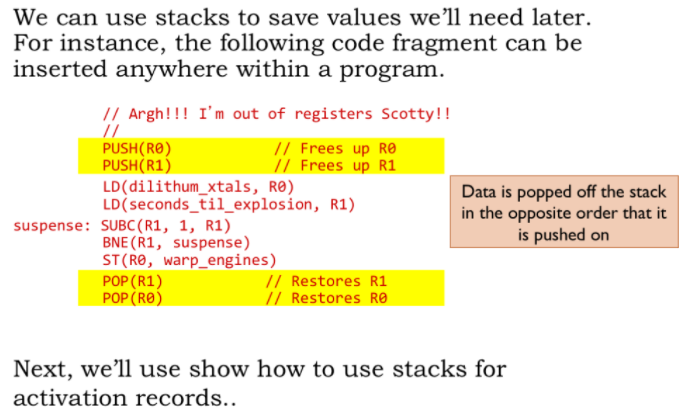 We can use stacks to save values we’ll need later.
For instance, the following code fragment can be
inserted anywhere within a program.
// Argh!!! I'm out of registers Scotty!!
//
PUSH(R0) // Frees up R0
PUSH(R1) // Frees up R1
LD(dilithum_xtals, R0)
LD(seconds_til_explosion, R1)
suspense: SUBC(R1, 1, R1)
BNE(R1, suspense)
ST(R0, warp_engines)
POP(R1) // Restores R1
POP(R0) // Restores R0
Data is popped off the stack
in the opposite order that it
is pushed on
Next, we’ll use show how to use stacks for
activation records..